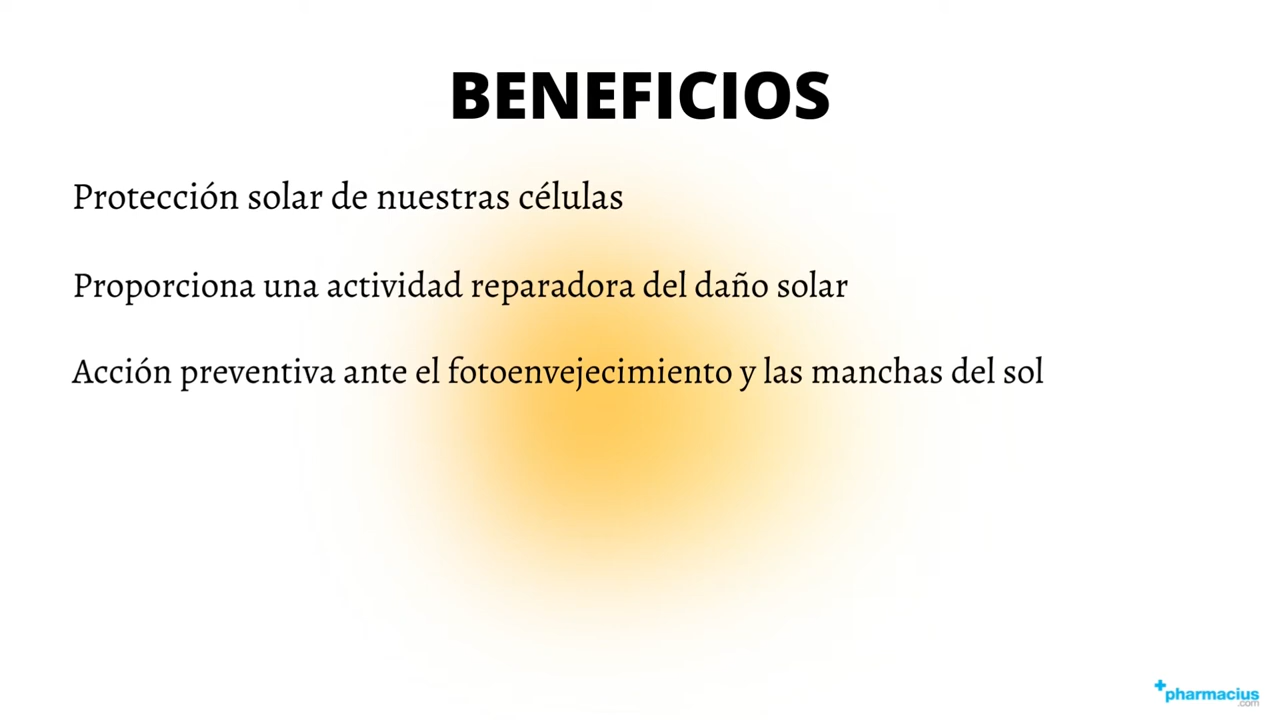 BENEFICIOS
Protección solar de nuestras células
Proporciona una actividad reparadora del daño solar
Acción preventiva ante el fotoenvejecimiento y las manchas del sol
pharmacius
.com